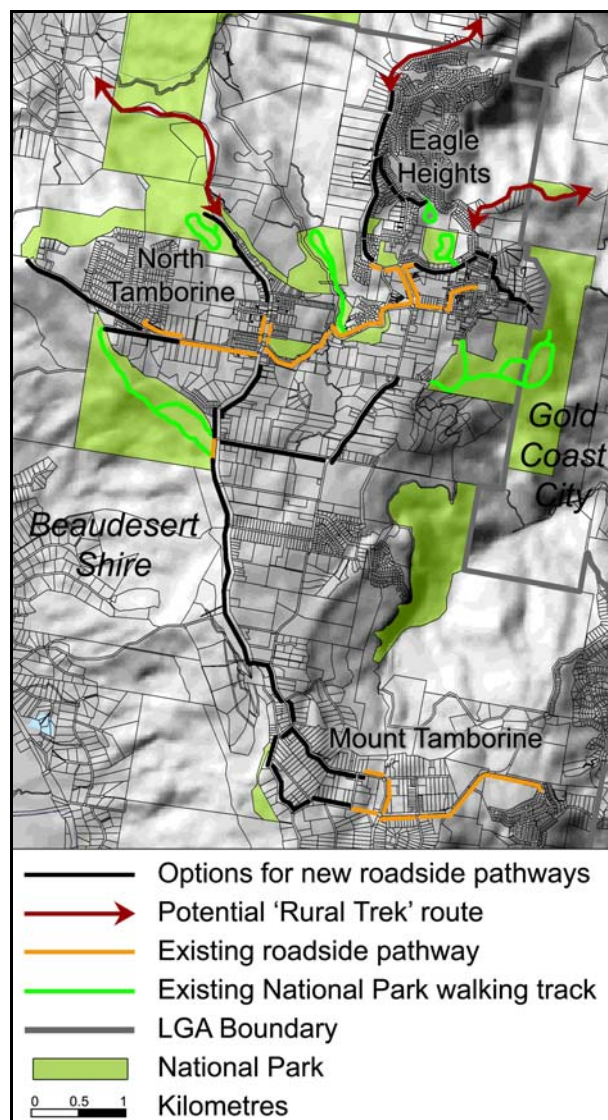 Eagle
Heights
North
Tamborine
Gold
Coast
City
Beaudesert
Shire
Mount Tamborine
Options for new roadside pathways
Potential ‘Rural Trek’ route
Existing roadside pathway
Existing National Park walking track
LGA Boundary
National Park
0 0.5 1
Kilometres